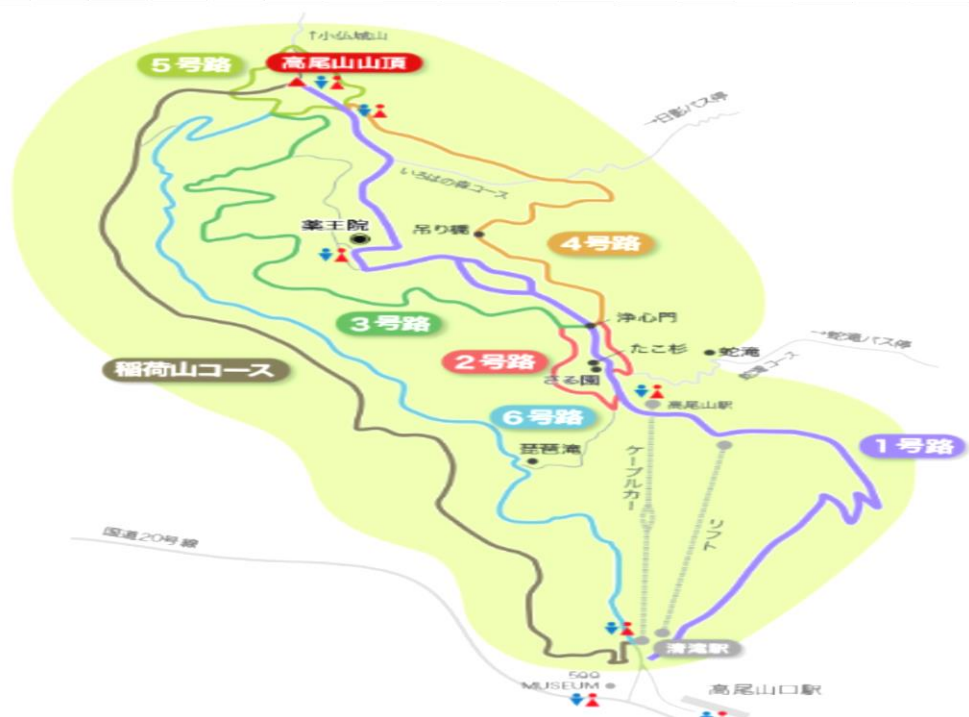 ↑小仏城山
5号路
高尾山山頂
→日影バス停
いろはの森コース
薬王院
吊り橋
4号路
3号路
浄心門
→蛇滝バス停
たこ杉
蛇滝
2号路
さる園
蛇滝コース
稲荷山コース
高尾山駅
6号路
1号路
琵琶滝
ケーブルカー
リフト
国道20号線
清滝駅
599
MUSEUM
高尾山口駅